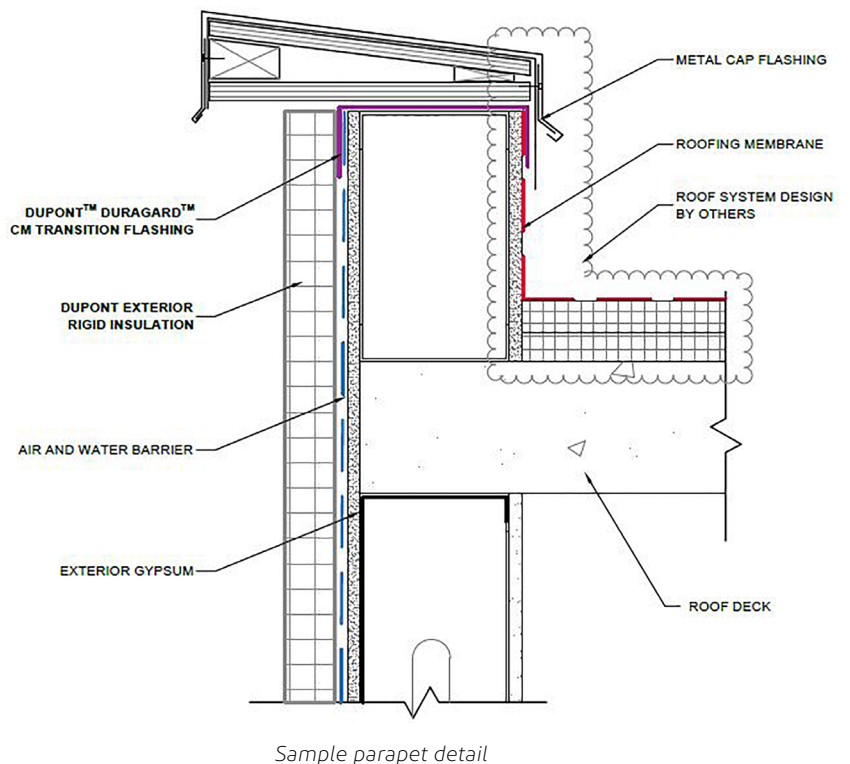 METAL CAP FLASHING
ROOFING MEMBRANE
ROOF SYSTEM DESIGN
BY OTHERS
DUPONT™ DURAGARD™
CM TRANSITION FLASHING
DUPONT EXTERIOR
RIGID INSULATION
AIR AND WATER BARRIER
EXTERIOR GYPSUM
ROOF DECK
Sample parapet detail